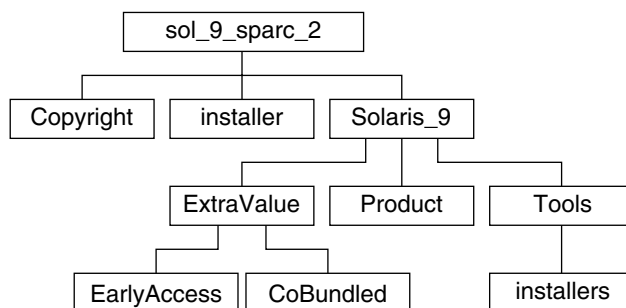 sol_9_sparc_2
Copyright
installer
Solaris_9
ExtraValue
Product
Tools
EarlyAccess
CoBundled
installers